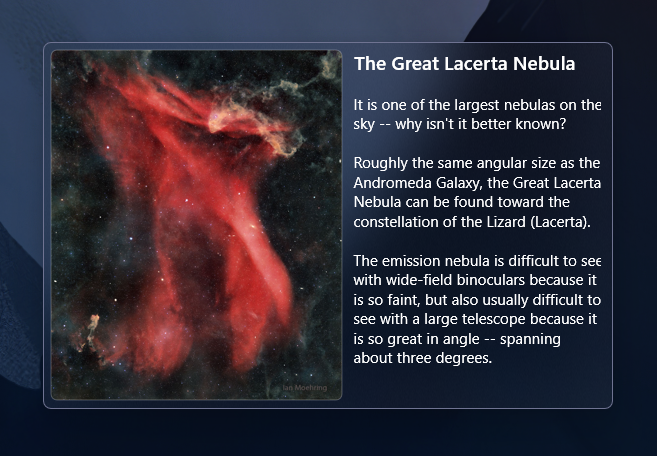 The Great Lacerta Nebula
It is one of the largest nebulas on the
sky -- why isn't it better known?
Roughly the same angular size as the
Andromeda Galaxy, the Great Lacerta
Nebula can be found toward the
constellation of the Lizard (Lacerta).
The emission nebula is difficult to see
with wide-field binoculars because it
is so faint, but also usually difficult to
see with a large telescope because it
is so great in angle -- spanning
about three degrees.
Ian Moehring